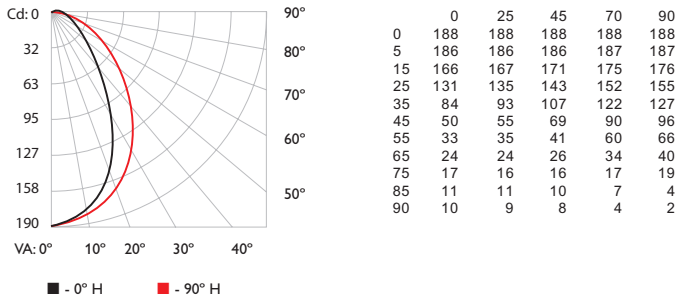 Cd: 0
32
63
95
127
158
190
VA: 0° 10° 20° 30° 40°
90°
80°
70°
60°
50°
- 0° H - 90° H
0 25 45 70 90
0 188 188 188 188 188
5 186 186 186 187 187
15 166 167 171 175 176
25 131 135 143 152 155
35 84 93 107 122 127
45 50 55 69 90 96
55 33 35 41 60 66
65 24 24 26 34 40
75 17 16 16 17 19
85 11 11 10 7 4
90 10 9 8 4 2